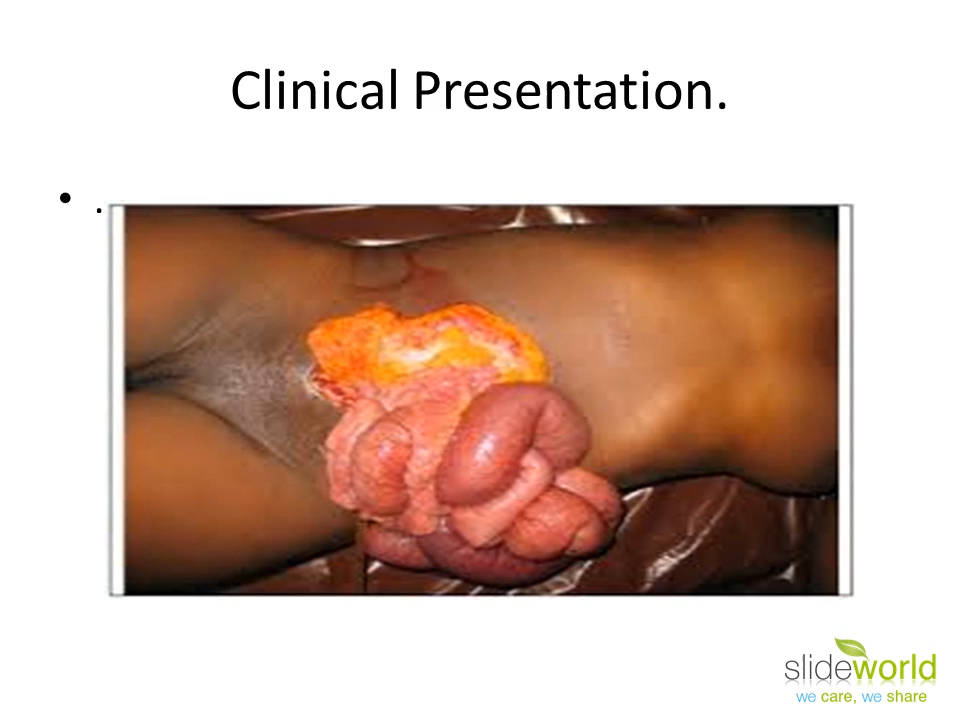 Clinical Presentation.
• .
slideworld
we care, we share